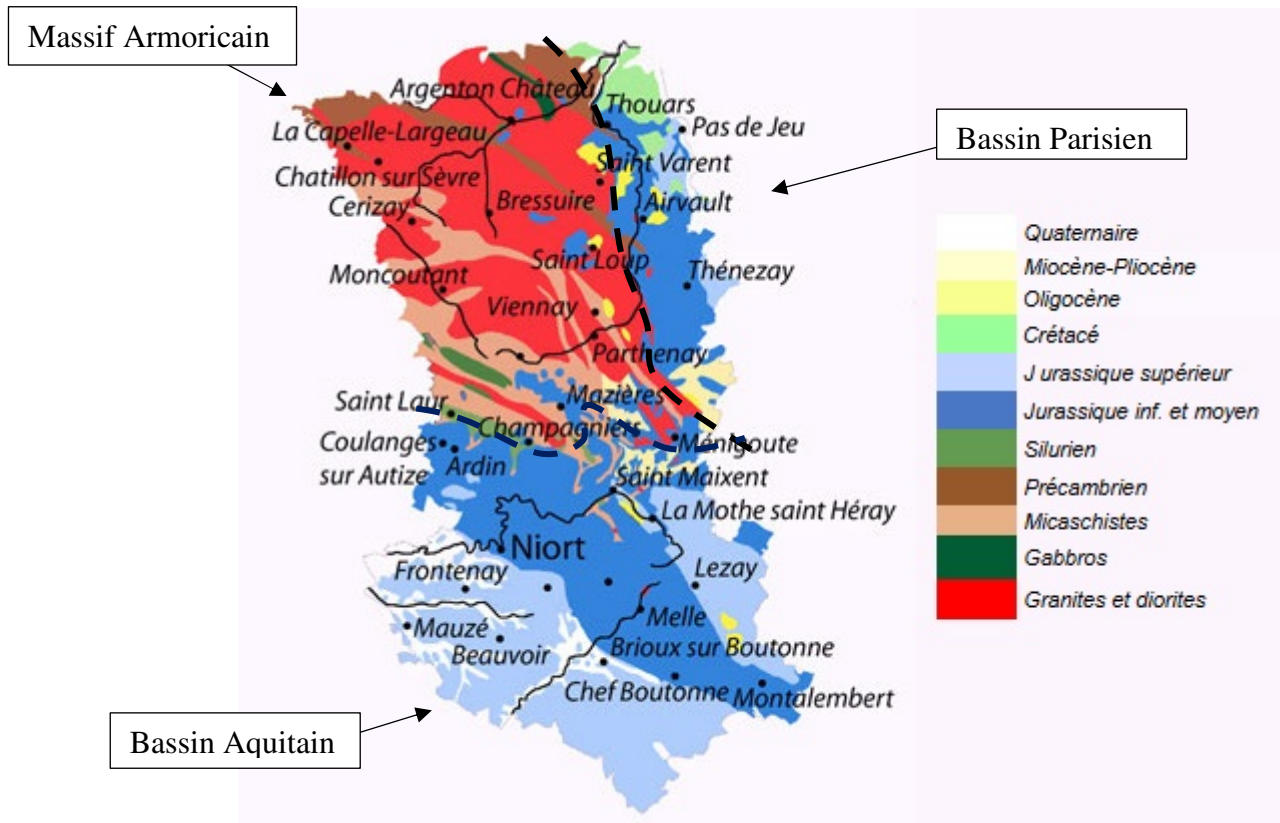 Massif Armoricain
Argenton Château
Thouars
La Capelle-Largeau
Pas de Jeu
Bassin Parisien
Chatillon sur Sèvre
Saint Varent
Cerizay
Bressuire
Airvault
Saint Loup
Thénezay
Moncoutant
Viennay
Parthenay
Mazières
Saint Laur
Champagniers
Ménigoute
Coulanges
sur Autize
Ardin
Saint Maixent
La Mothe saint Héray
Niort
Frontenay
Lezay
Melle
Mauzé
Beauvoir
Brioux sur Boutonne
Chef Boutonne
Montalembert
Bassin Aquitain
Quaternaire
Miocène-Pliocène
Oligocène
Crétacé
J urassique supérieur
Jurassique inf. et moyen
Silurien
Précambrien
Micaschistes
Gabbros
Granites et diorites